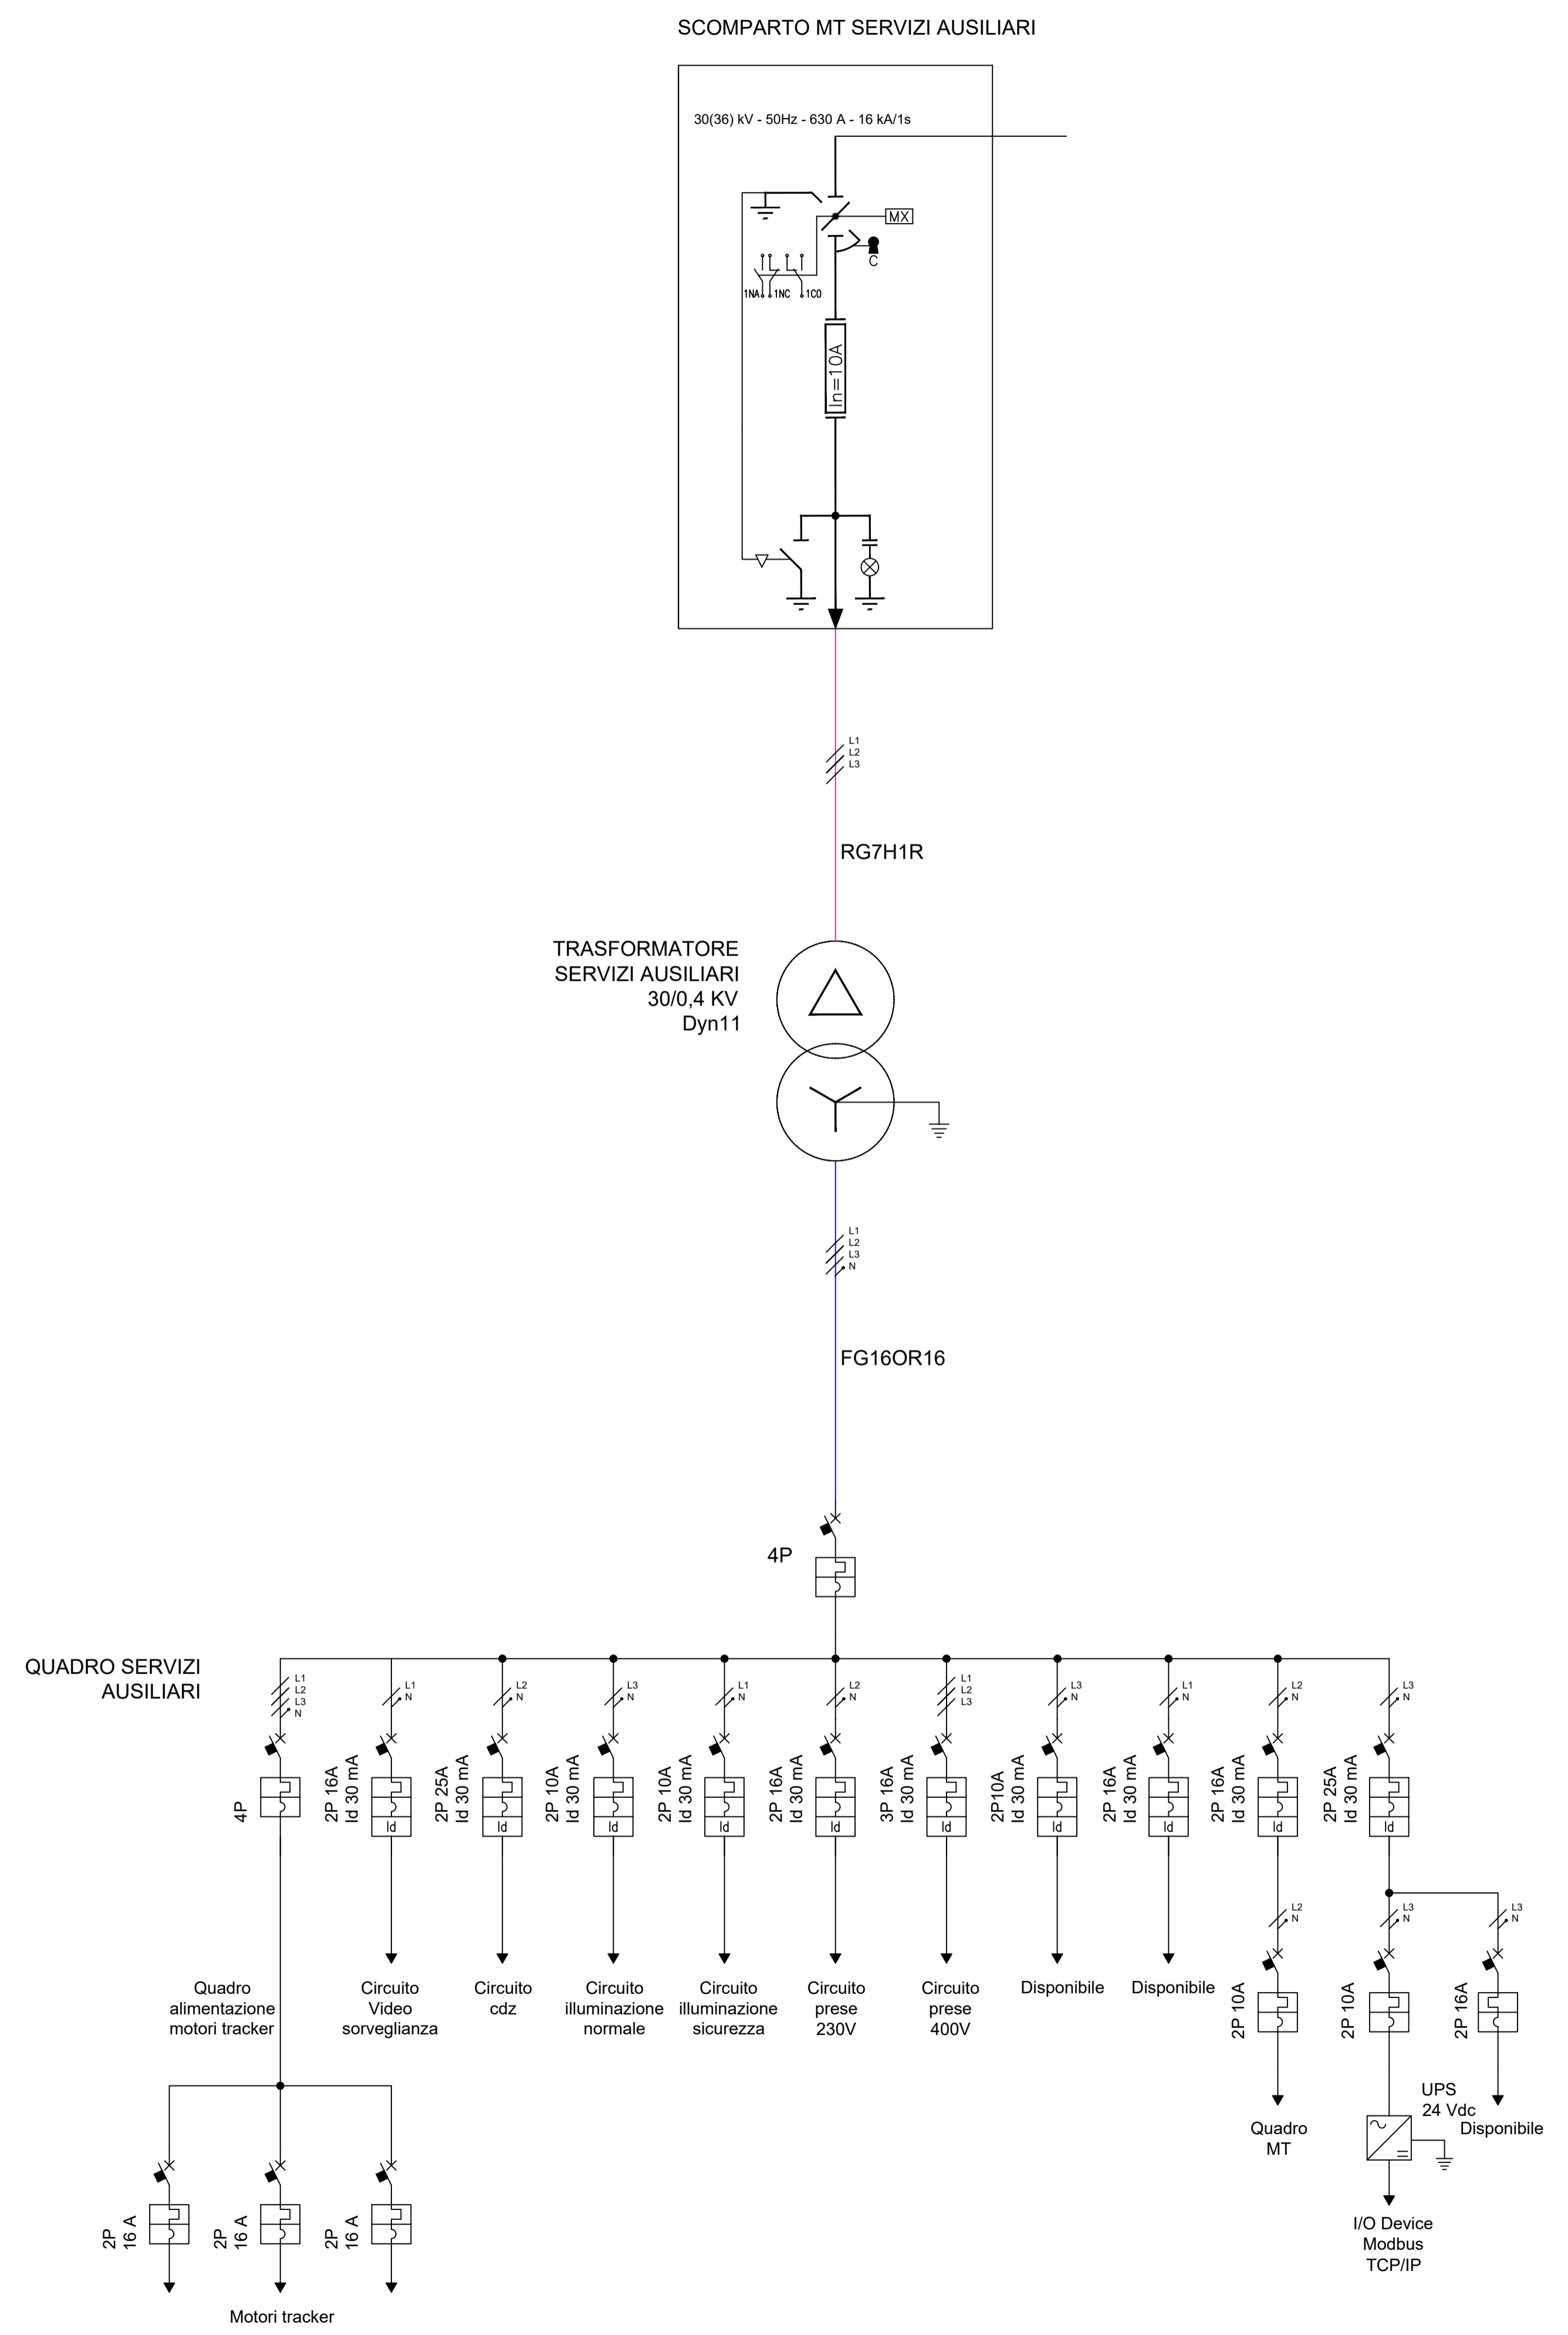 SCOMPARTO MT SERVIZI AUSILIARI
30(36) kV - 50Hz - 630 A - 16 kA/1s
MX
C
1NA
1NC
1CO
In=10A
L1
L2
L3
RG7H1R
TRASFORMATORE
SERVIZI AUSILIARI
30/0,4 KV
Dyn11
L1
L2
L3
N
FG16OR16
4P
QUADRO SERVIZI
AUSILIARI
L1
L2
L3
N
4P
L1
N
2P 16A
Id 30 mA
Id
L2
N
2P 25A
Id 30 mA
Id
L3
N
2P 10A
Id 30 mA
Id
L1
N
2P 10A
Id 30 mA
Id
L2
N
2P 16A
Id 30 mA
Id
L1
L2
L3
3P 16A
Id 30 mA
Id
L3
N
2P10A
Id 30 mA
Id
L1
N
2P 16A
Id 30 mA
Id
L2
N
2P 16A
Id 30 mA
Id
L3
N
2P 25A
Id 30 mA
Id
L2
N
L3
N
L3
N
Quadro
alimentazione
motori tracker
Circuito
Video
sorveglianza
Circuito
cdz
Circuito
illuminazione
normale
Circuito
illuminazione
sicurezza
Circuito
prese
230V
Circuito
prese
400V
Disponibile
Disponibile
2P 10A
2P 10A
2P 16A
Quadro
MT
UPS
24 Vdc
Disponibile
I/O Device
Modbus
TCP/IP
2P
16 A
2P
16 A
2P
16 A
Motori tracker